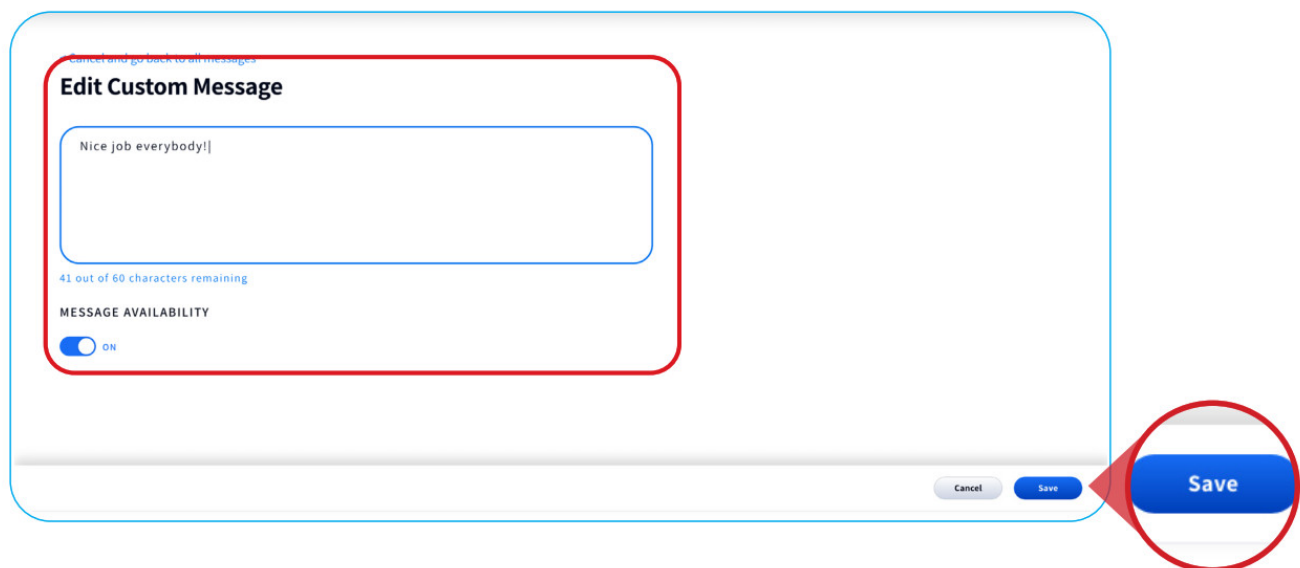 Cancel and go back to all messages
Edit Custom Message
Nice job everybody!
41 out of 60 characters remaining
MESSAGE AVAILABILITY
ON
Cancel
Save
Save